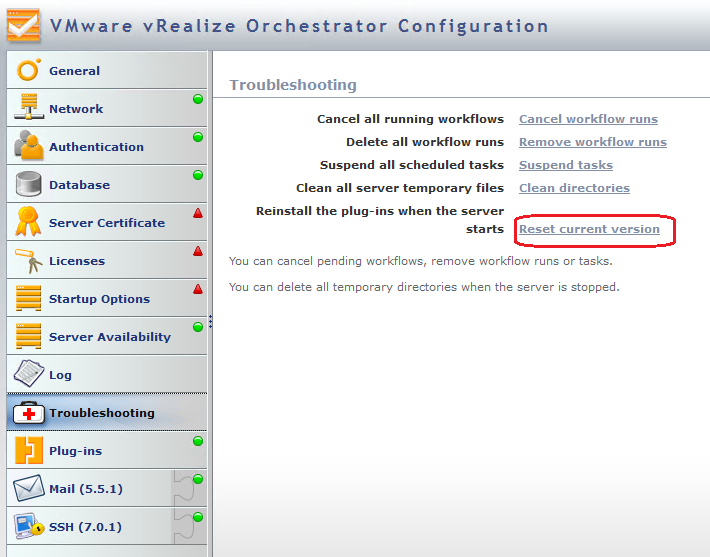 VMware vRealize Orchestrator Configuration
General
Network
Authentication
Database
Server Certificate
Licenses
Startup Options
Server Availability
Log
Troubleshooting
Plug-ins
Mail (5.5.1)
SSH (7.0.1)
Troubleshooting
Cancel all running workflows Cancel workflow runs
Delete all workflow runs Remove workflow runs
Suspend all scheduled tasks Suspend tasks
Clean all server temporary files Clean directories
Reinstall the plug-ins when the server
starts Reset current version
You can cancel pending workflows, remove workflow runs or tasks.
You can delete all temporary directories when the server is stopped.